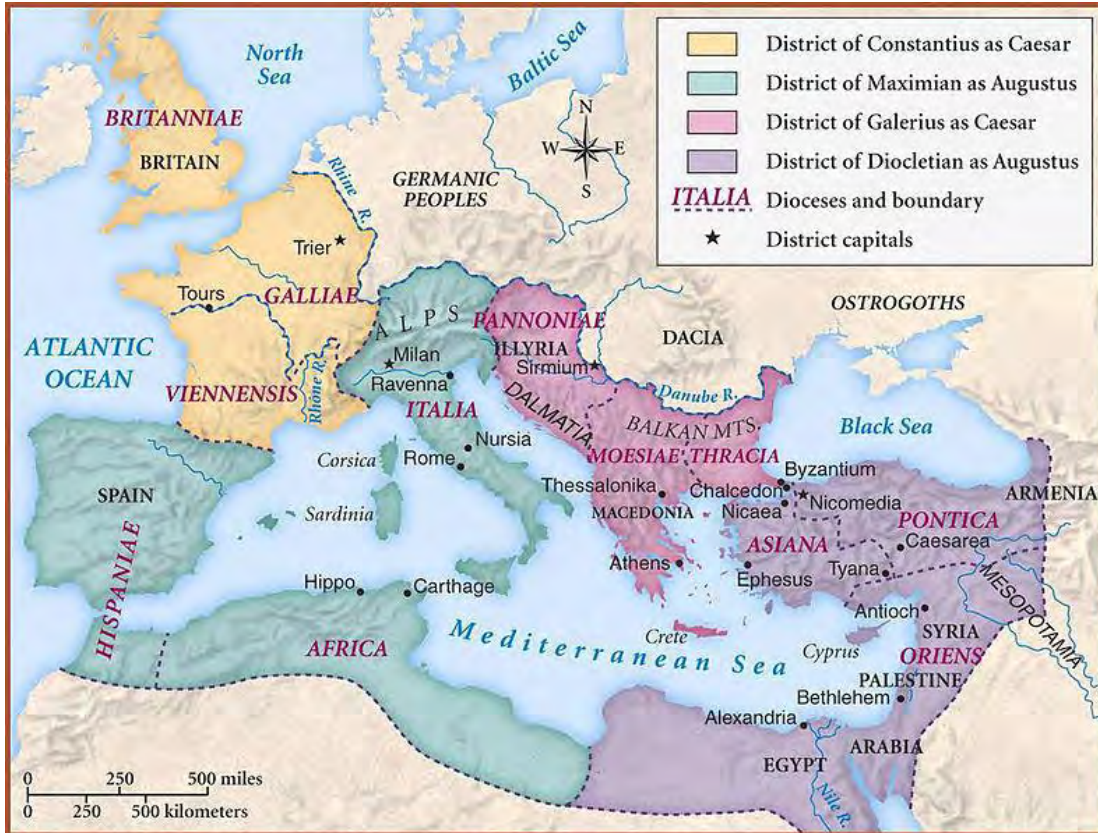 District of Constantius as Caesar
District of Maximian as Augustus
District of Galerius as Caesar
District of Diocletian as Augustus
ITALIA Dioceses and boundary
District capitals
North
Sea
Baltic Sea
N
W E
S
BRITANNIAE
BRITAIN
Rhine R.
GERMANIC
PEOPLES
Trier
Tours
GALLIAE
ATLANTIC
OCEAN
ALPS
PANNONIAE
ILLYRIA
Sirmium
DACIA
OSTROGOTHS
Milan
Ravenna
VIENNENSIS
Rhône R.
ITALIA
DALMATIA
Danube R.
BALKAN MTS.
Black Sea
Nursia
Corsica
Rome
MOESIAE
THRACIA
Byzantium
SPAIN
Thessalonika
Chalcedon
Nicomedia
ARMENIA
Sardinia
MACEDONIA
Nicaea
PONTICA
Caesarea
HISPANIAE
ASIANA
Athens
Ephesus
Tyana
MESOPOTAMIA
Hippo
Carthage
Antioch
SYRIA
Mediterranean Sea
Crete
Cyprus
AFRICA
ORIENS
PALESTINE
Bethlehem
Alexandria
ARABIA
EGYPT
Nile R.
0 250 500 miles
0 250 500 kilometers